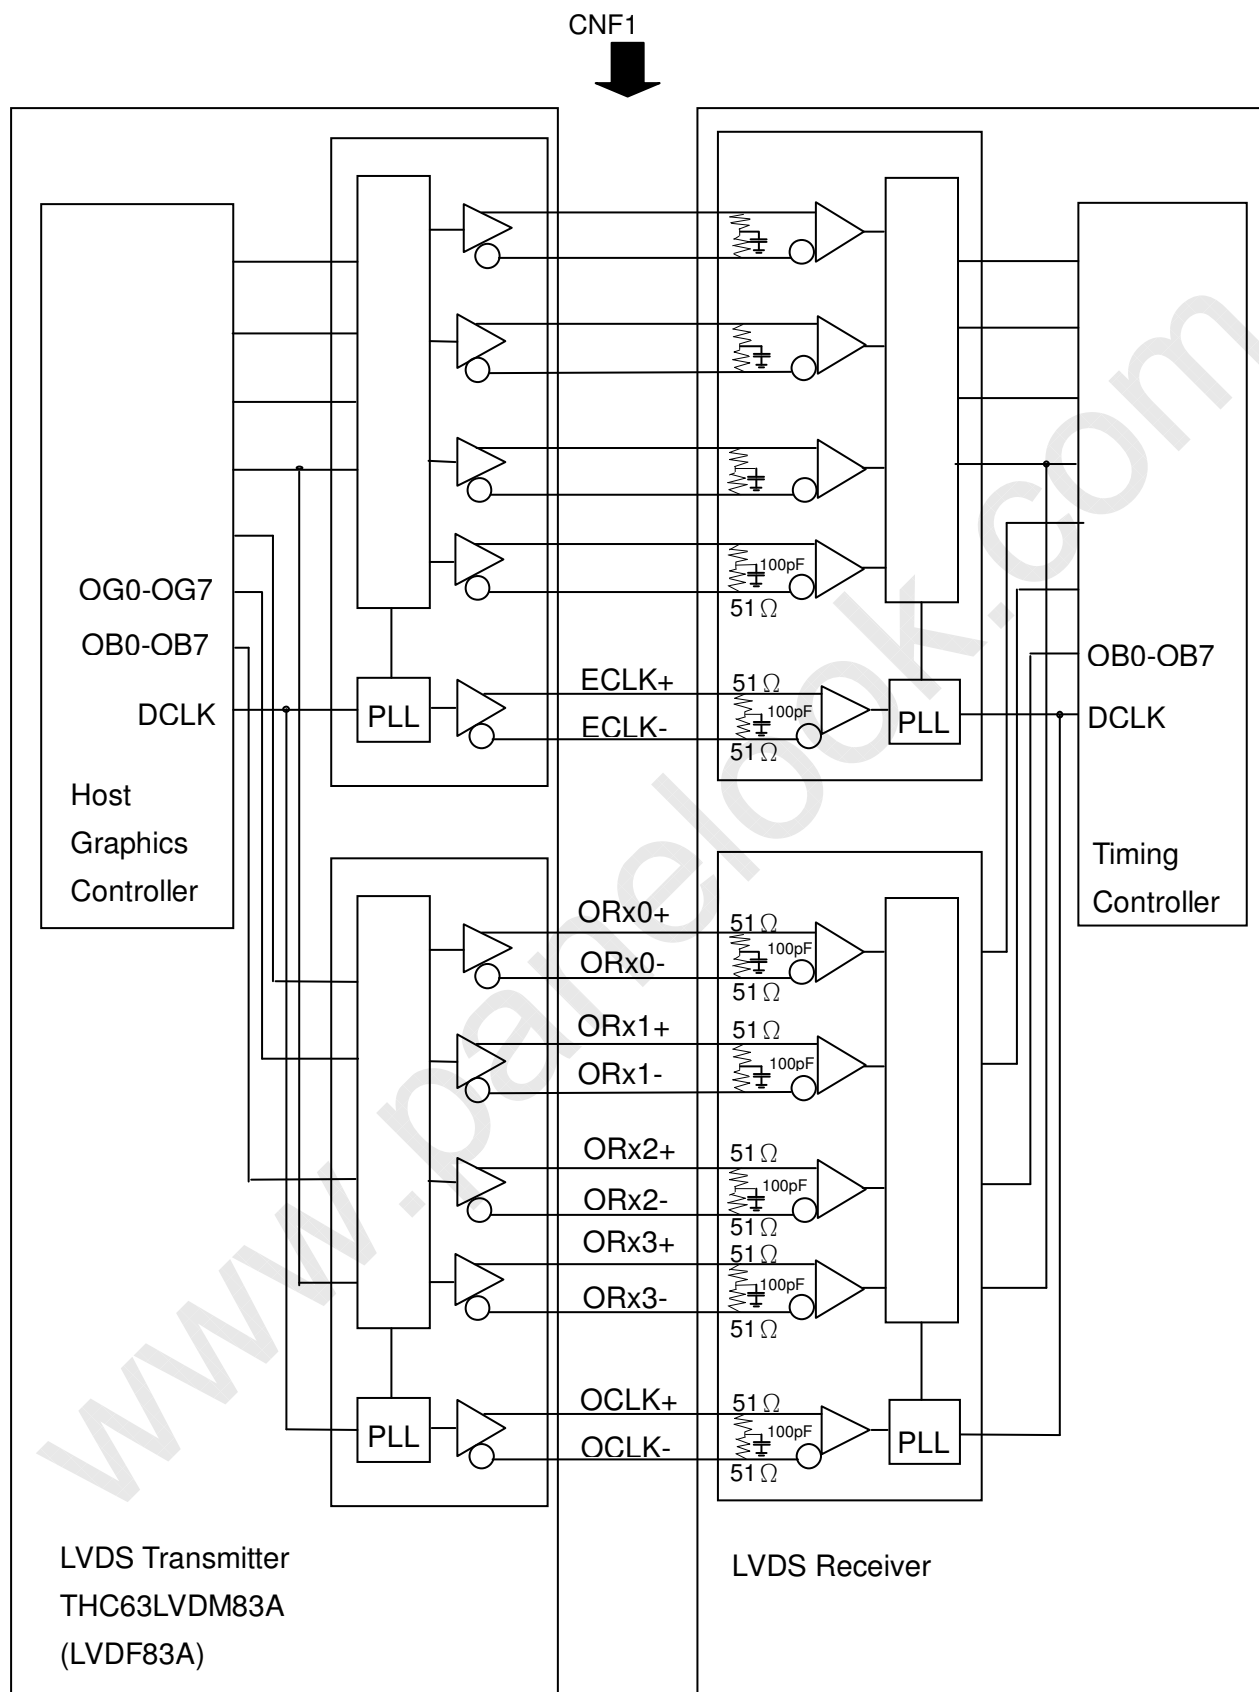 CNF1
100pF
51Ω
OG0-OG7
OB0-OB7
DCLK
PLL
ECLK+
ECLK-
51Ω
100pF
51Ω
PLL
OB0-OB7
DCLK
Host
Graphics
Controller
Timing
Controller
ORx0+
ORx0-
51Ω
100pF
51Ω
ORx1+
ORx1-
51Ω
100pF
51Ω
ORx2+
ORx2-
51Ω
100pF
51Ω
ORx3+
ORx3-
51Ω
100pF
51Ω
PLL
OCLK+
OCLK-
51Ω
100pF
51Ω
PLL
LVDS Transmitter
THC63LVDM83A
(LVDF83A)
LVDS Receiver
www.panelook.com